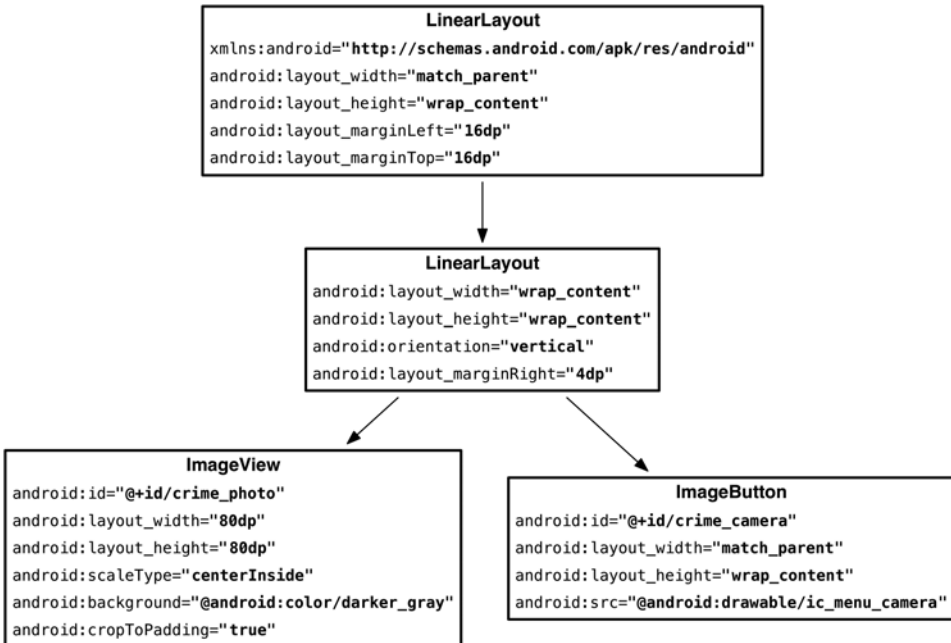 LinearLayout
xmlns:android="http://schemas.android.com/apk/res/android"
android:layout_width="match_parent"
android:layout_height="wrap_content"
android:layout_marginLeft="16dp"
android:layout_marginTop="16dp"
LinearLayout
android:layout_width="wrap_content"
android:layout_height="wrap_content"
android:orientation="vertical"
android:layout_marginRight="4dp"
ImageView
android:id="@+id/crime_photo"
android:layout_width="80dp"
android:layout_height="80dp"
android:scaleType="centerInside"
android:background="@android:color/darker_gray"
android:cropToPadding="true"
ImageButton
android:id="@+id/crime_camera"
android:layout_width="match_parent"
android:layout_height="wrap_content"
android:src="@android:drawable/ic_menu_camera"